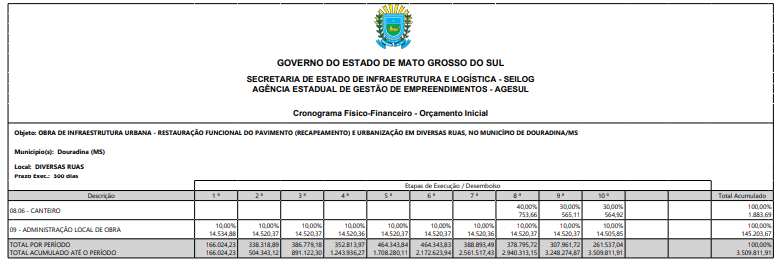 GOVERNO DO ESTADO DE MATO GROSSO DO SUL
SECRETARIA DE ESTADO DE INFRAESTRUTURA E LOGÍSTICA - SEILOG
AGÊNCIA ESTADUAL DE GESTÃO DE EMPREENDIMENTOS - AGESUL
Cronograma Físico-Financeiro - Orçamento Inicial
Objeto: OBRA DE INFRAESTRUTURA URBANA - RESTAURAÇÃO FUNCIONAL DO PAVIMENTO (RECAPEAMENTO) E URBANIZAÇÃO EM DIVERSAS RUAS, NO MUNICÍPIO DE DOURADINA/MS
Município(s): Douradina (MS)
Local: DIVERSAS RUAS
Prazo Exec.: 300 dias
Etapas de Execução / Desembolso
Descrição 1 ª 2 ª 3 ª 4 ª 5 ª 6 ª 7 ª 8 ª 9 ª 10 ª Total Acumulado
40,00% 30,00% 30,00% 100,00%
08.06 - CANTEIRO 753,66 565,11 564,92 1.883,69
10,00% 10,00% 10,00% 10,00% 10,00% 10,00% 10,00% 10,00% 10,00% 10,00% 100,00%
09 - ADMINISTRAÇÃO LOCAL DE OBRA 14.534,88 14.520,37 14.520,36 14.520,37 14.520,37 14.520,37 14.520,37 14.520,37 14.520,37 14.505,85 145.203,67
TOTAL POR PERÍODO 166.024,23 338.318,89 386.779,18 352.813,97 464.343,84 464.343,83 388.893,49 378.795,72 307.961,72 261.537,04 100,00%
TOTAL ACUMULADO ATÉ O PERÍODO 166.024,23 504.343,12 891.122,30 1.243.936,27 1.708.280,11 2.172.623,94 2.561.517,43 2.940.313,15 3.248.274,87 3.509.811,91 3.509.811,91